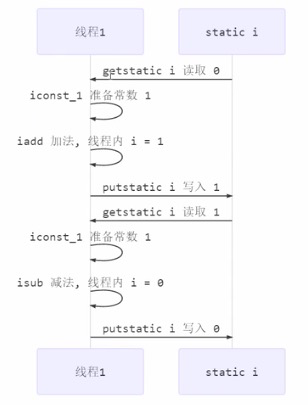 线程1 static i
getstatic i 读取 0
iconst_1 准备常数 1
iadd 加法, 线程内 i = 1
putstatic i 写入 1
getstatic i 读取 1
iconst_1 准备常数 1
isub 减法, 线程内 i = 0
putstatic i 写入 0
线程1 static i